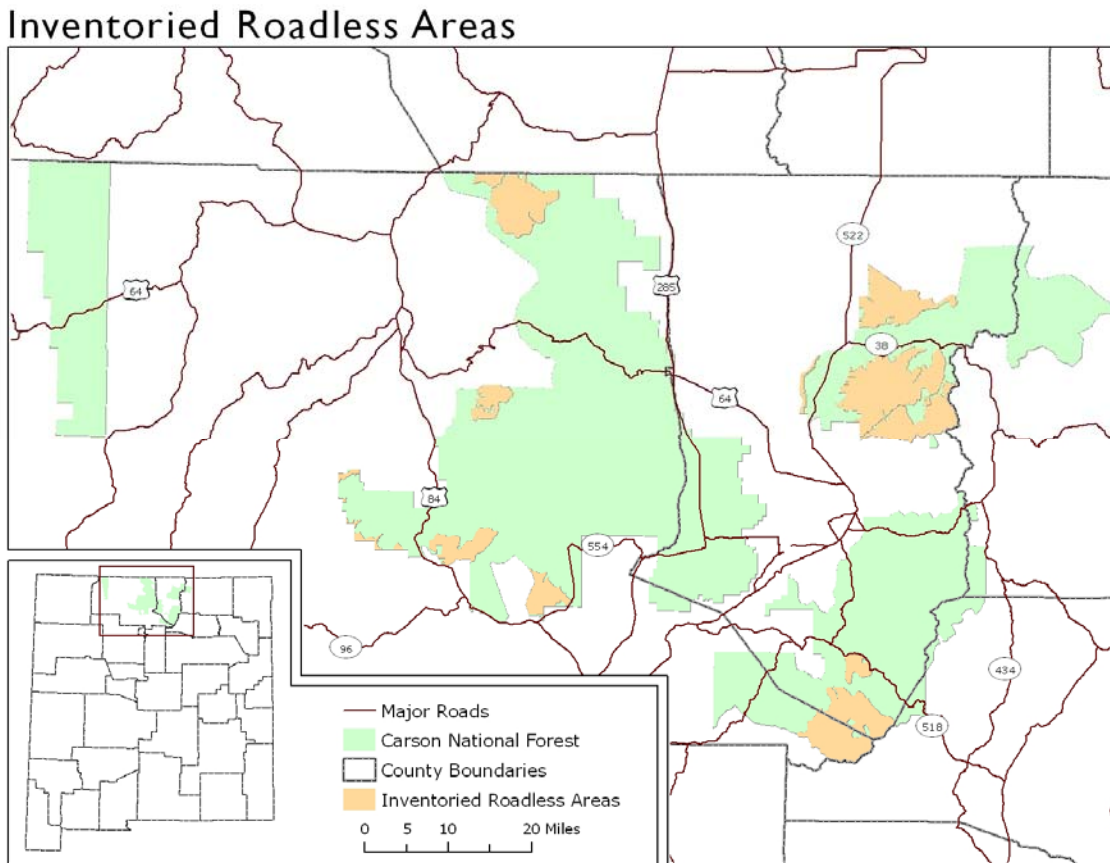 Inventoried Roadless Areas
522
64
285
38
64
84
554
96
434
518
Major Roads
Carson National Forest
County Boundaries
Inventoried Roadless Areas
0 5 10 20 Miles